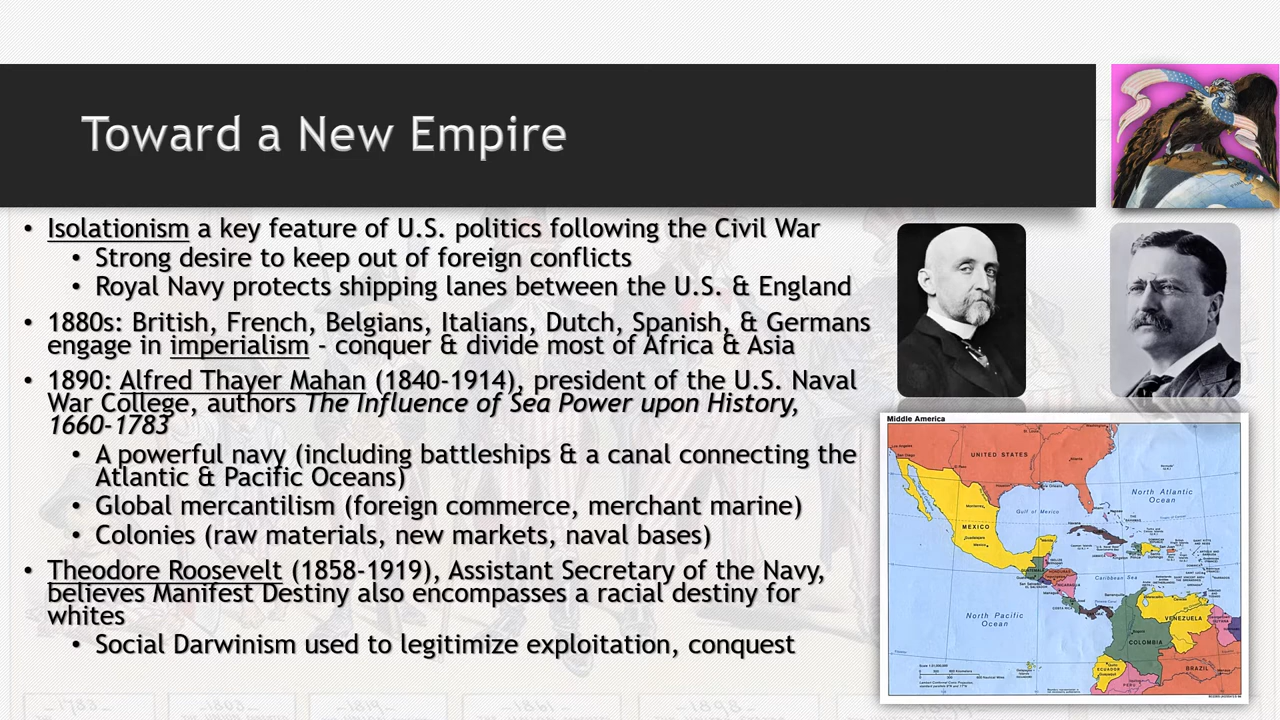 Toward a New Empire
• Isolationism a key feature of U.S. politics following the Civil War
• Strong desire to keep out of foreign conflicts
• Royal Navy protects shipping lanes between the U.S. & England
• 1880s: British, French, Belgians, Italians, Dutch, Spanish, & Germans
engage in imperialism - conquer & divide most of Africa & Asia
• 1890: Alfred Thayer Mahan (1840-1914), president of the U.S. Naval
War College, authors The Influence of Sea Power upon History,
1660-1783
• A powerful navy (including battleships & a canal connecting the
Atlantic & Pacific Oceans)
• Global mercantilism (foreign commerce, merchant marine)
• Colonies (raw materials, new markets, naval bases)
• Theodore Roosevelt (1858-1919), Assistant Secretary of the Navy,
believes Manifest Destiny also encompasses a racial destiny for
whites
• Social Darwinism used to legitimize exploitation, conquest
Middle America
UNITED STATES
North Atlantic
Ocean
Gulf of Mexico
MEXICO
Caribbean Sea
North Pacific
Ocean
VENEZUELA
COLOMBIA
ECUADOR
BRAZIL
PERU